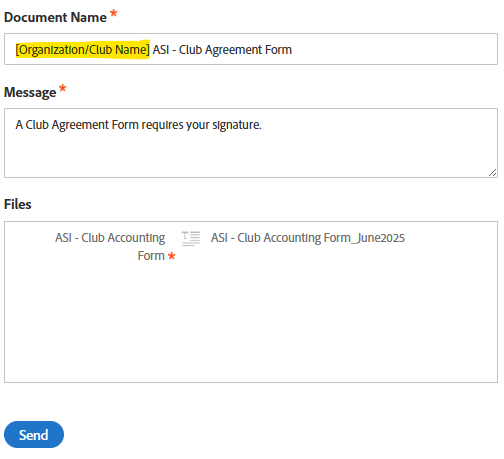 Document Name *
[Organization/Club Name] ASI - Club Agreement Form
Message *
A Club Agreement Form requires your signature.
Files
ASI - Club Accounting
Form *
ASI - Club Accounting Form_June2025
Send